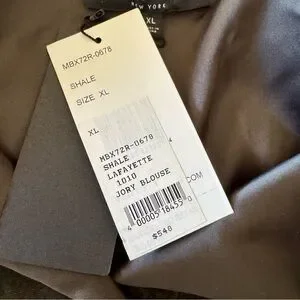 NEW YORK
XL
MBX72R-0678
SHALE
SIZE XL
XL
MBX72R-0678
SHALE
LAFAYETTE
1010
JORY BLOUSE
.COM
$548